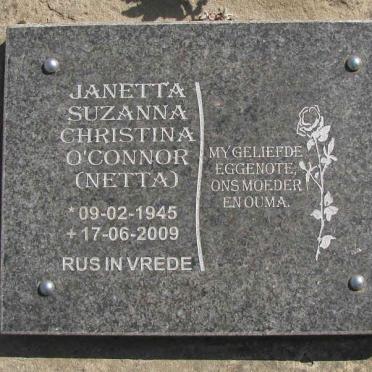 JANETTA
SUZANNA
CHRISTINA
O'CONNOR
(NETTA)
*09-02-1945
+17-06-2009
RUS IN VREDE
MY GELIEFDE
EGGENOTE,
ONS MOEDER
EN OUMA.